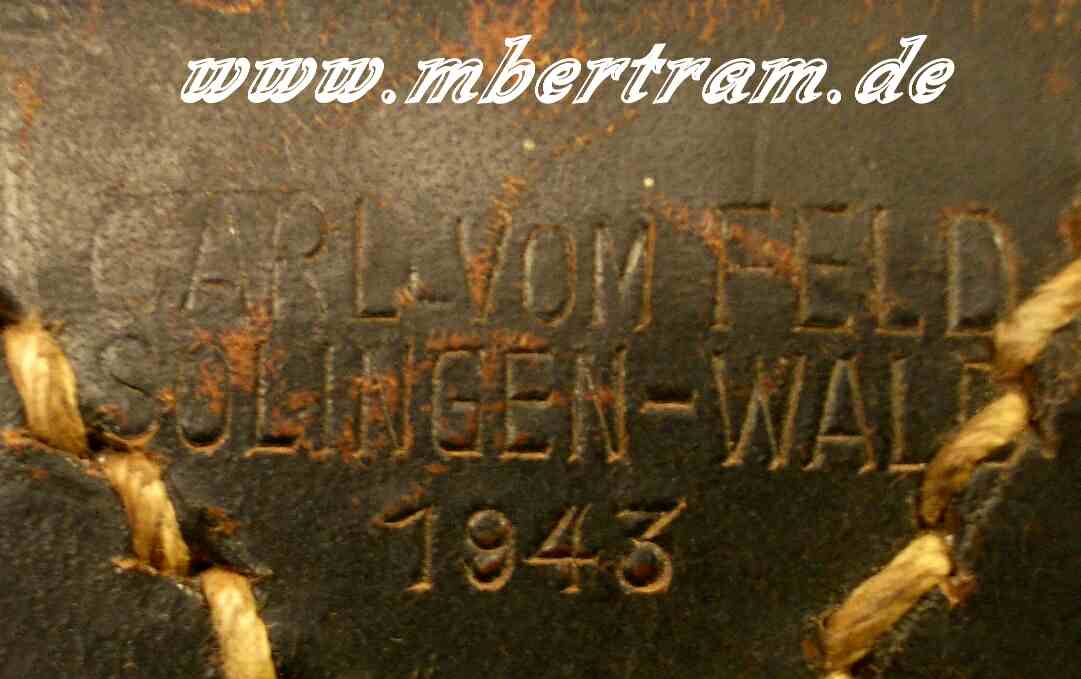 www.mbertram.de
CARL VOM FELD
SOLINGEN-WALD
1943